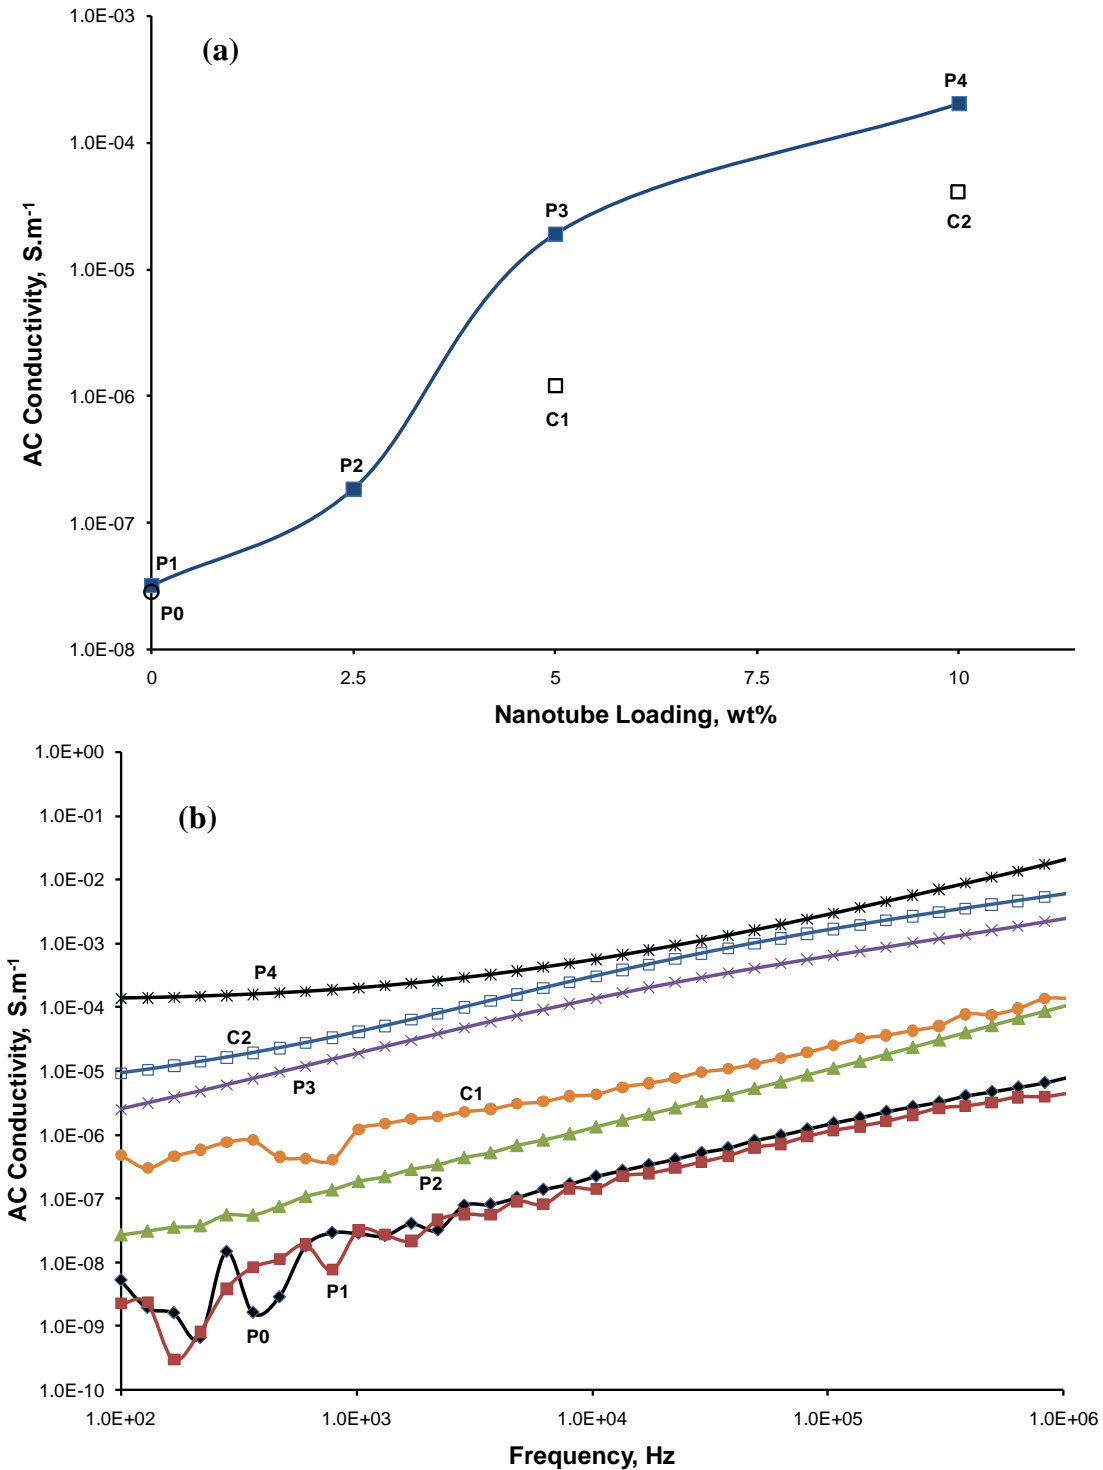 1.0E-03
(a)
P4
1.0E-04
P3
C2
1.0E-05
AC Conductivity, S.m-1
1.0E-06
C1
P2
1.0E-07
P1
P0
1.0E-08
0 2.5 5 7.5 10
Nanotube Loading, wt%
1.0E+00
(b)
1.0E-01
1.0E-02
1.0E-03
P4
1.0E-04
C2
1.0E-05
P3
C1
AC Conductivity, S.m-1
1.0E-06
P2
1.0E-07
1.0E-08
P1
1.0E-09
P0
1.0E-10
1.0E+02 1.0E+03 1.0E+04 1.0E+05 1.0E+06
Frequency, Hz